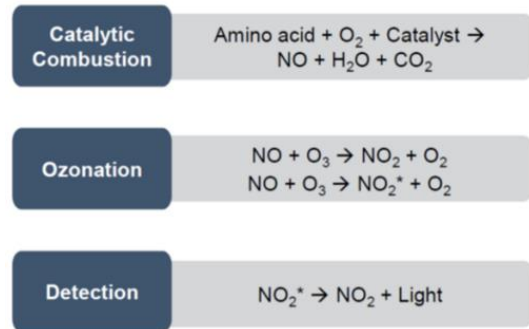 Catalytic
Combustion
Amino acid + O₂ + Catalyst →
NO + H₂O + CO₂
Ozonation
NO + O₃ → NO₂ + O₂
NO + O₃ → NO₂* + O₂
Detection
NO₂* → NO₂ + Light